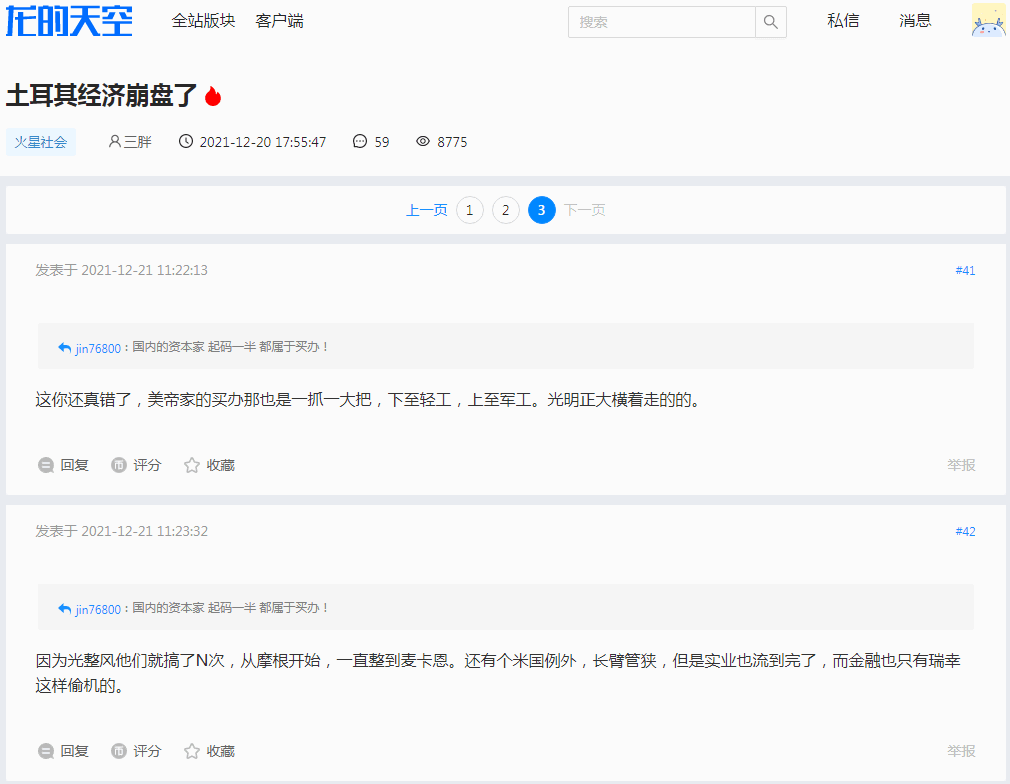 龙的天空 全站版块 客户端 搜索 私信 消息
土耳其经济崩盘了
火星社会 三胖 2021-12-20 17:55:47 59 8775
上一页 1 2 3 下一页
发表于 2021-12-21 11:22:13 #41
jin76800：国内的资本家 起码一半 都属于买办！
这你还真错了，美帝家的买办那也是一抓一大把，下至轻工，上至军工。光明正大横着走的的。
回复 评分 收藏 举报
发表于 2021-12-21 11:23:32 #42
jin76800：国内的资本家 起码一半 都属于买办！
因为光整风他们就搞了N次，从摩根开始，一直整到麦卡恩。还有个米国例外，长臂管狭，但是实业也流到完了，而金融也只有瑞幸
这样偷机的。
回复 评分 收藏 举报